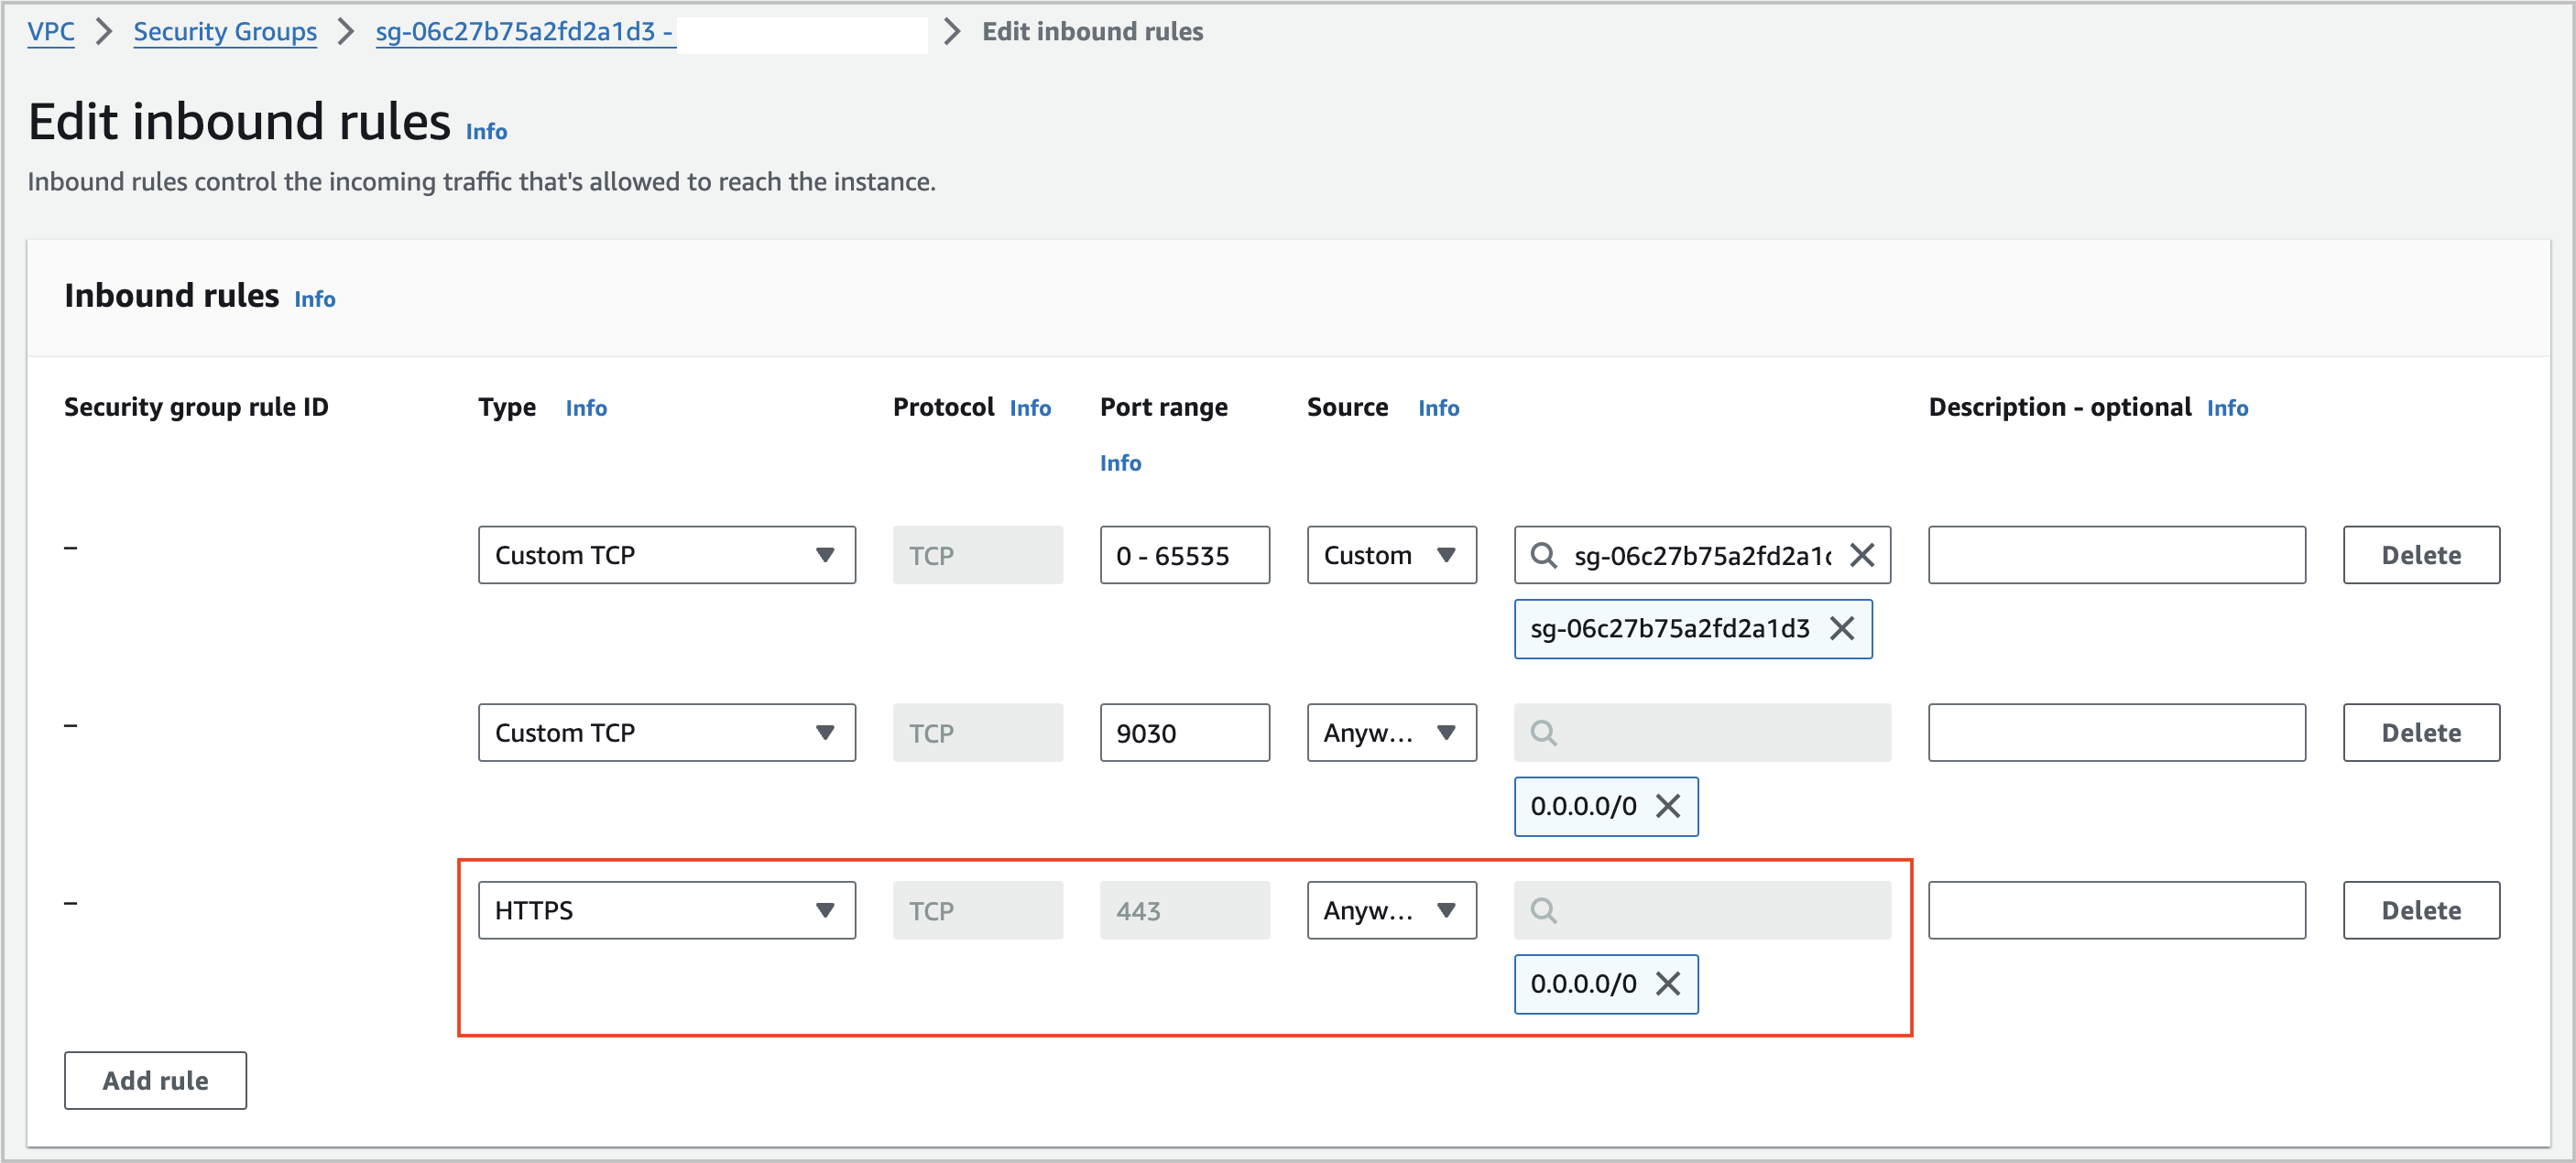 VPC > Security Groups > sg-06c27b75a2fd2a1d3 - > Edit inbound rules
Edit inbound rules Info
Inbound rules control the incoming traffic that's allowed to reach the instance.
Inbound rules Info
Security group rule ID Type Info Protocol Info Port range Source Info Description - optional Info
Info
– Custom TCP TCP 0 - 65535 Custom sg-06c27b75a2fd2a1d Delete
sg-06c27b75a2fd2a1d3
– Custom TCP TCP 9030 Anyw... Delete
0.0.0.0/0
– HTTPS TCP 443 Anyw... Delete
0.0.0.0/0
Add rule